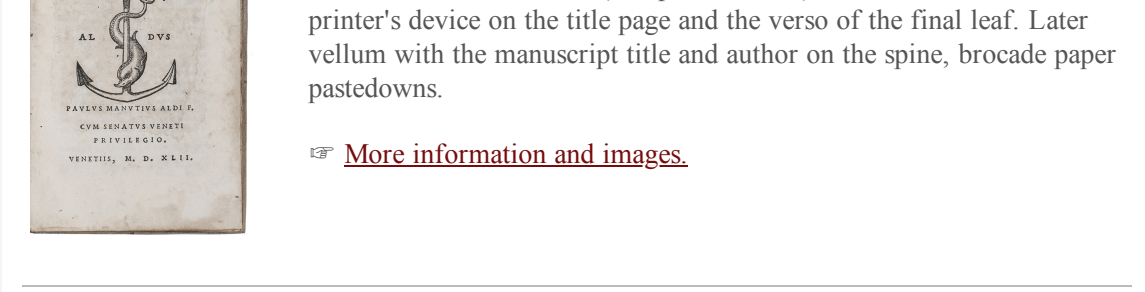 AL DVS
PAVLVS MANVTIVS ALDI F.
CVM SENATVS VENETI
PRIVILEGIO.
VENETIIS, M. D. XLII.
printer's device on the title page and the verso of the final leaf. Later
vellum with the manuscript title and author on the spine, brocade paper
pastedowns.
☞ More information and images.